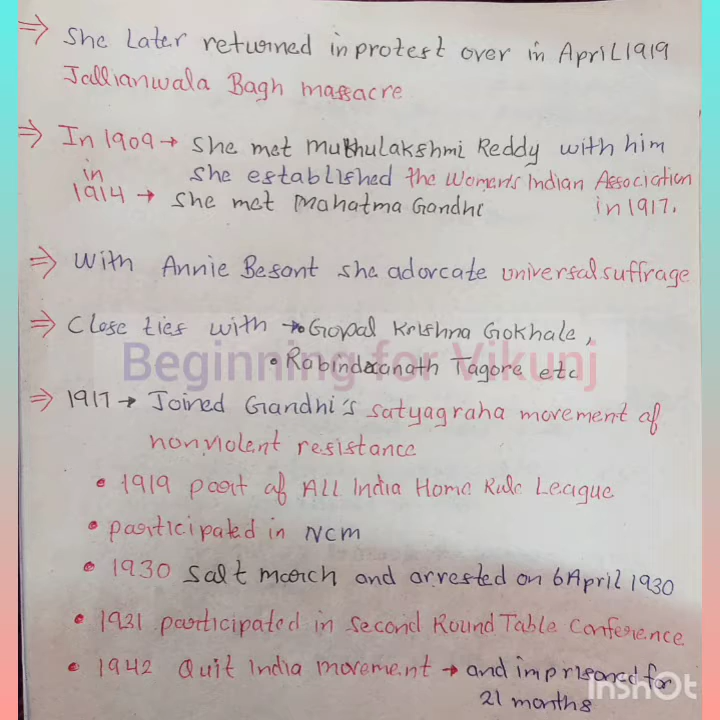 ⇒ She Later returned in protest over in April 1919
Jallianwala Bagh massacre
⇒ In 1909 → She met Muthulakshmi Reddy with him
she established the Women's Indian Association
in 1917.
in
1914 → She met Mahatma Gandhi
⇒ With Annie Besant she adorcate universal suffrage
⇒ Close ties with → • Gopal Krishna Gokhale,
• Rabindranath Tagore etc
Beginning for Vikunj
⇒ 1917 → Joined Gandhi's satyagraha movement of
nonviolent resistance
• 1919 part of All India Home Rule League
• participated in NCM
• 1930 salt march and arrested on 6 April 1930
• 1931 participated in Second Round Table Conference
• 1942 Quit India movement → and imprisoned for
21 months
InShOt